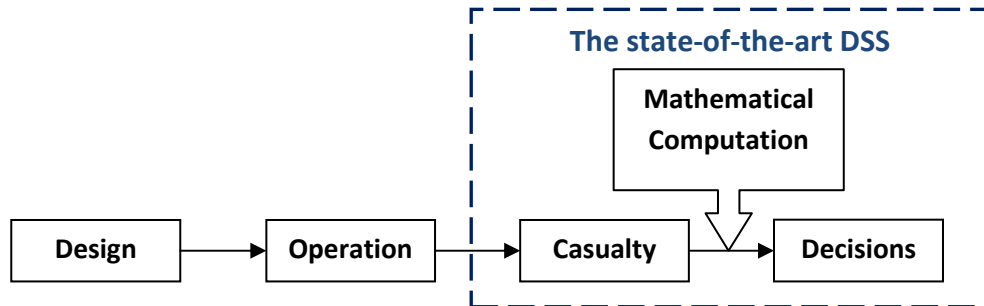 The state-of-the-art DSS
Mathematical
Computation
Design
Operation
Casualty
Decisions